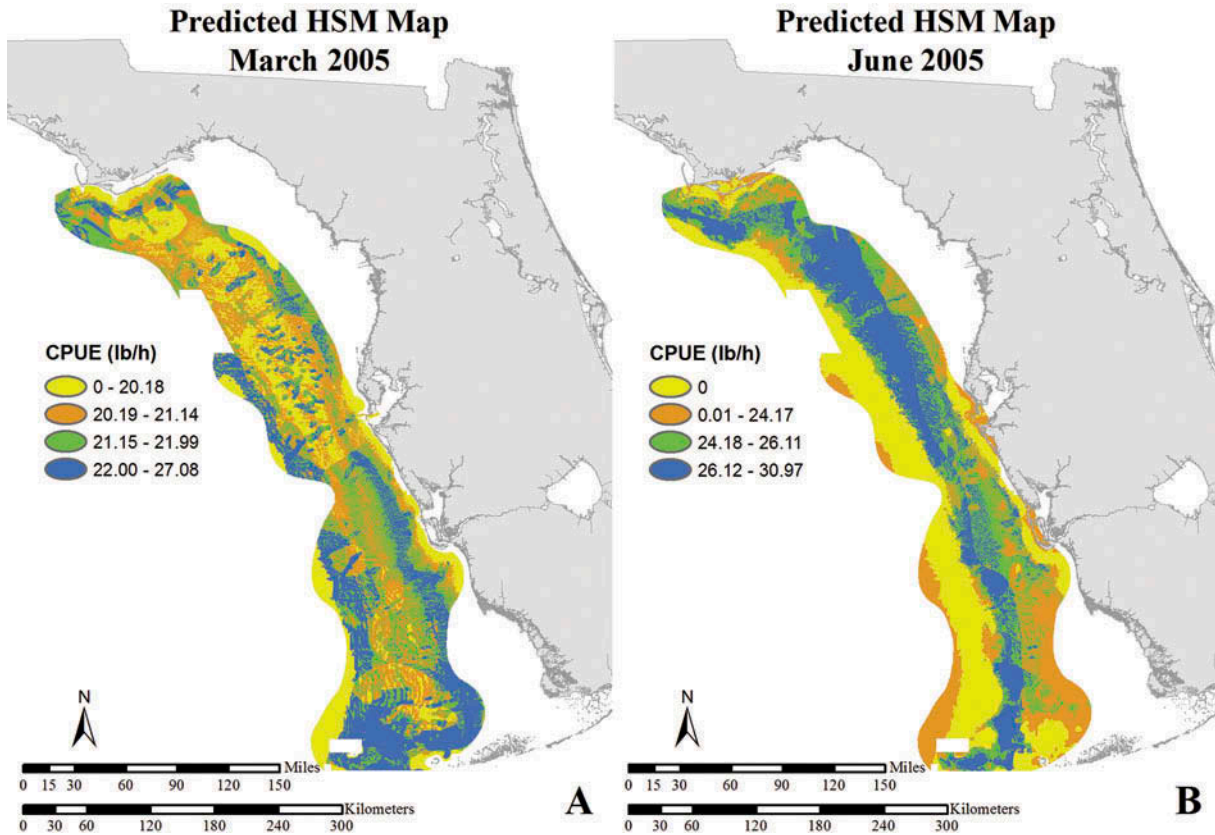 Predicted HSM Map
March 2005
CPUE (lb/h)
0 - 20.18
20.19 - 21.14
21.15 - 21.99
22.00 - 27.08
N
Miles
0 15 30 60 90 120 150
Kilometers
0 30 60 120 180 240 300
A
Predicted HSM Map
June 2005
CPUE (lb/h)
0
0.01 - 24.17
24.18 - 26.11
26.12 - 30.97
N
Miles
0 15 30 60 90 120 150
Kilometers
0 30 60 120 180 240 300
B